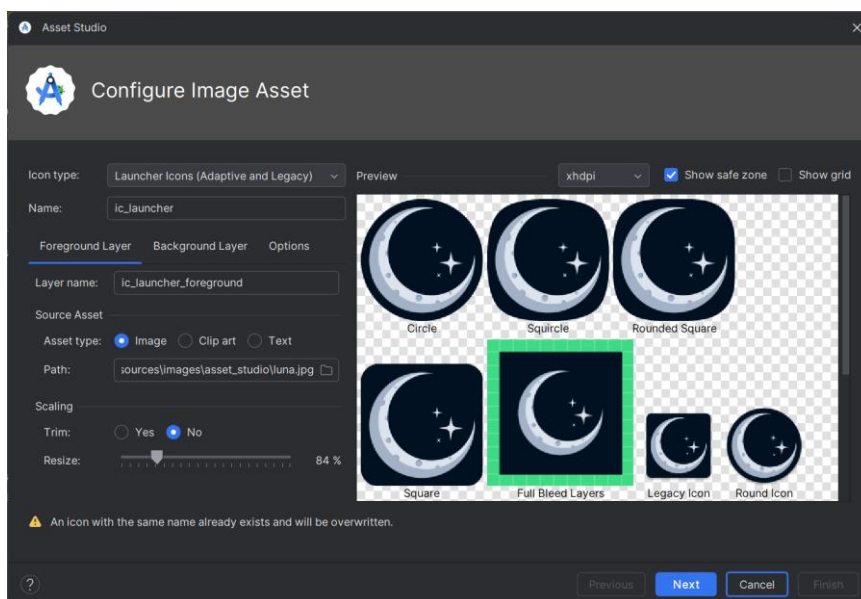 Asset Studio
Configure Image Asset
Icon type: Launcher Icons (Adaptive and Legacy)
Name: ic_launcher
Foreground Layer Background Layer Options
Layer name: ic_launcher_foreground
Source Asset
Asset type: Image Clip art Text
Path: sources\images\asset_studio\luna.jpg
Scaling
Trim: Yes No
Resize: 84 %
Preview xhdpi Show safe zone Show grid
Circle Squircle Rounded Square
Square Full Bleed Layers Legacy Icon Round Icon
An icon with the same name already exists and will be overwritten.
? Previous Next Cancel Finish